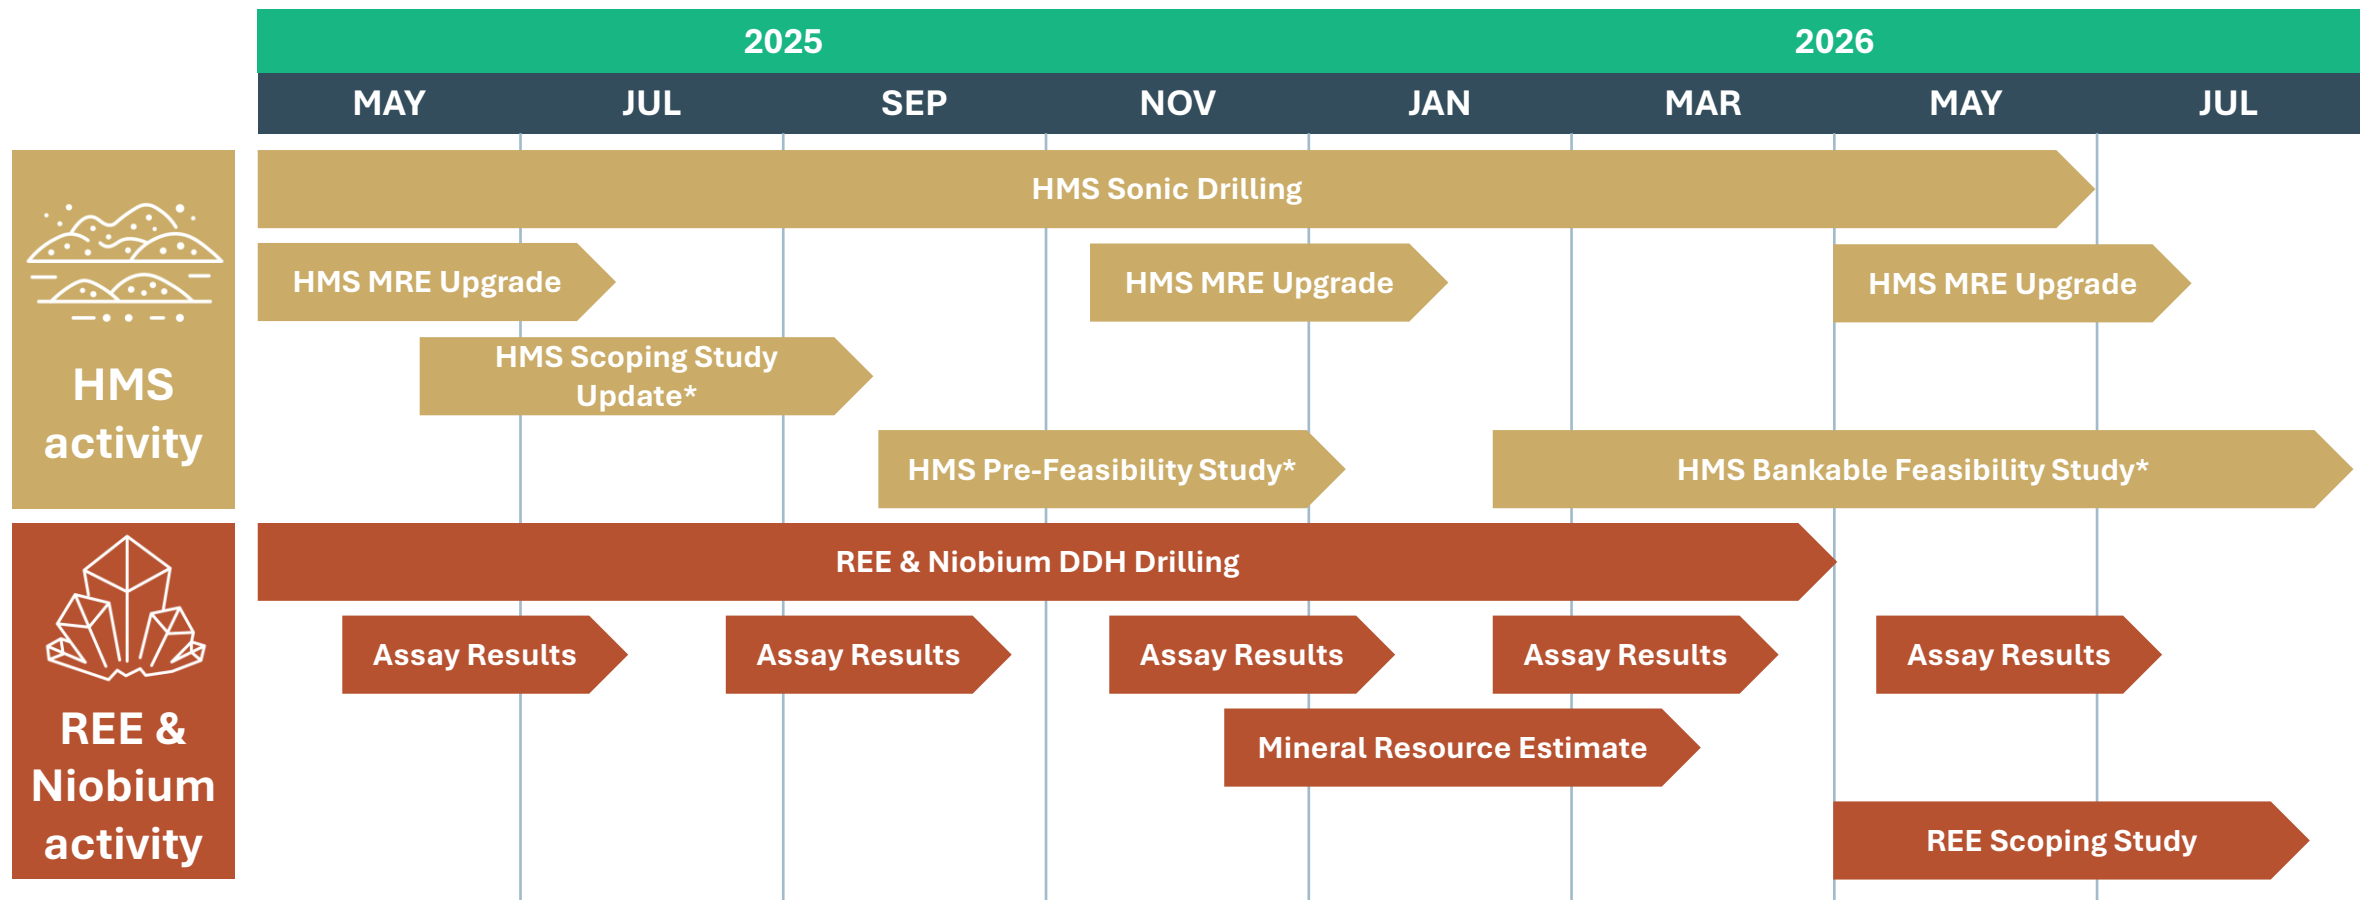 2025 2026
MAY JUL SEP NOV JAN MAR MAY JUL
HMS
activity
HMS Sonic Drilling
HMS MRE Upgrade HMS MRE Upgrade HMS MRE Upgrade
HMS Scoping Study
Update*
HMS Pre-Feasibility Study* HMS Bankable Feasibility Study*
REE &
Niobium
activity
REE & Niobium DDH Drilling
Assay Results Assay Results Assay Results Assay Results Assay Results
Mineral Resource Estimate
REE Scoping Study